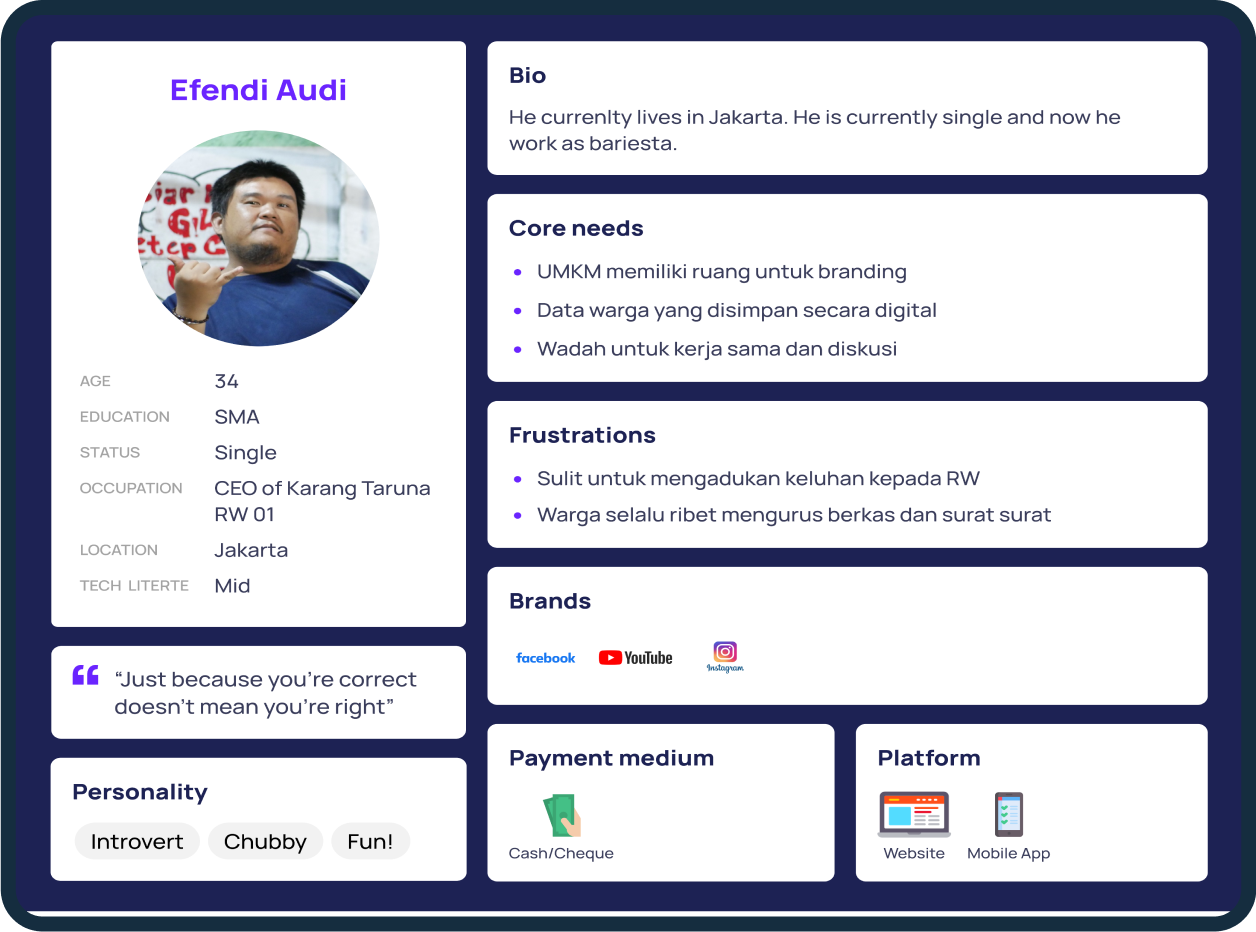 Efendi Audi
AGE 34
EDUCATION SMA
STATUS Single
OCCUPATION CEO of Karang Taruna
RW 01
LOCATION Jakarta
TECH LITERTE Mid
“Just because you’re correct
doesn’t mean you’re right”
Personality
Introvert Chubby Fun!
Bio
He currenlty lives in Jakarta. He is currently single and now he
work as bariesta.
Core needs
• UMKM memiliki ruang untuk branding
• Data warga yang disimpan secara digital
• Wadah untuk kerja sama dan diskusi
Frustrations
• Sulit untuk mengadukan keluhan kepada RW
• Warga selalu ribet mengurus berkas dan surat surat
Brands
facebook YouTube Instagram
Payment medium
Cash/Cheque
Platform
Website Mobile App